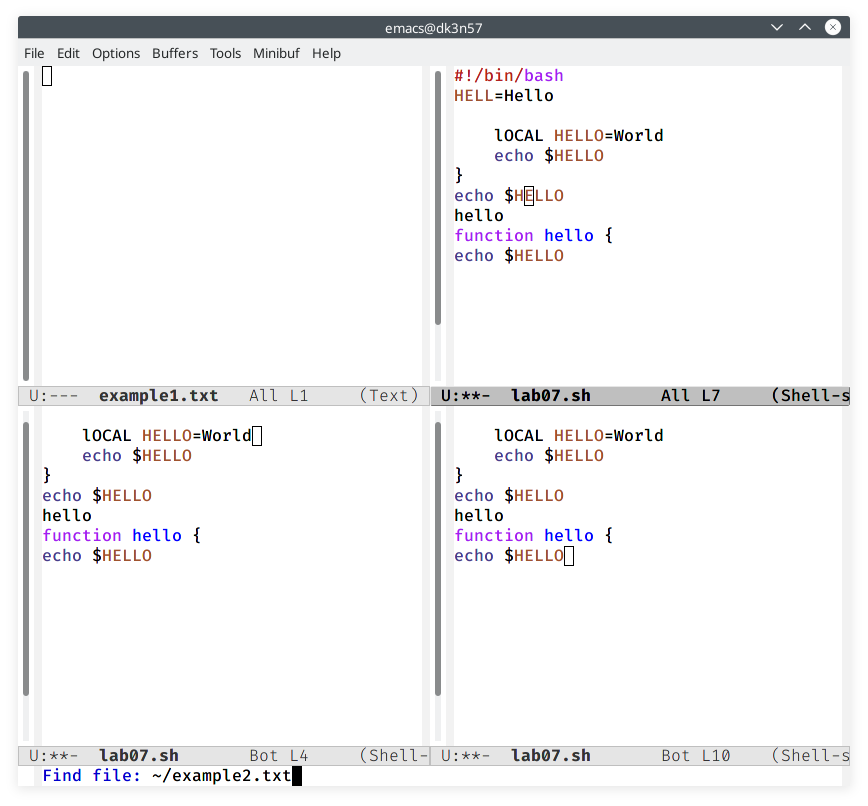 emacs@dk3n57
File Edit Options Buffers Tools Minibuf Help
#!/bin/bash
HELL=Hello
lOCAL HELLO=World
echo $HELLO
}
echo $HELLO
hello
function hello {
echo $HELLO
U:--- example1.txt All L1 (Text)
U:**- lab07.sh All L7 (Shell-s
lOCAL HELLO=World
echo $HELLO
}
echo $HELLO
hello
function hello {
echo $HELLO
lOCAL HELLO=World
echo $HELLO
}
echo $HELLO
hello
function hello {
echo $HELLO
U:**- lab07.sh Bot L4 (Shell-
U:**- lab07.sh Bot L10 (Shell-s
Find file: ~/example2.txt